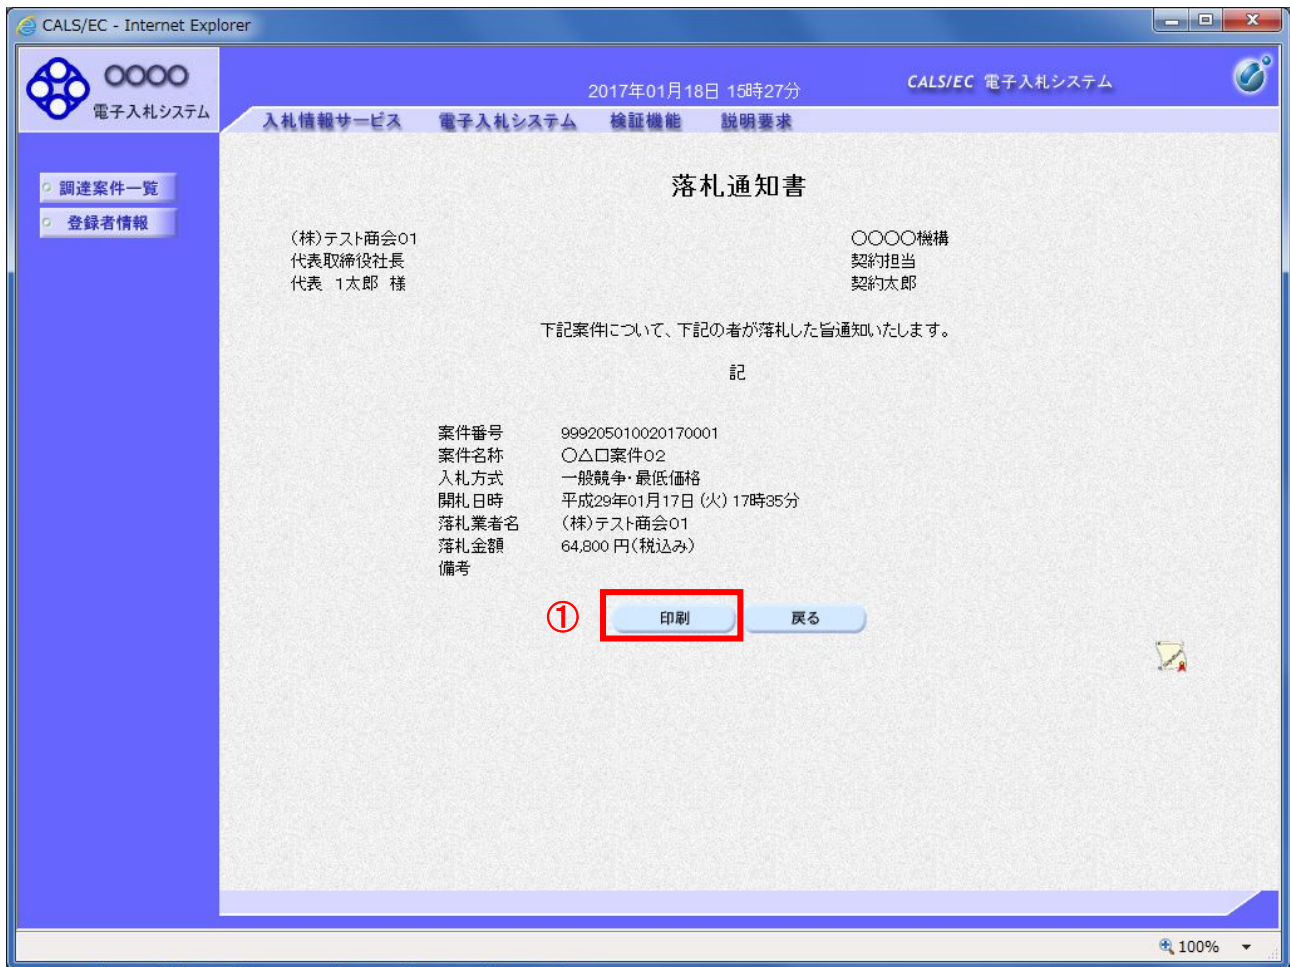 CALS/EC - Internet Explorer
○○○○
電子入札システム
2017年01月18日 15時27分
CALS/EC 電子入札システム
入札情報サービス 電子入札システム 検証機能 説明要求
調達案件一覧
登録者情報
落札通知書
(株)テスト商会01
代表取締役社長
代表 1太郎 様
○○○○機構
契約担当
契約太郎
下記案件について、下記の者が落札した旨通知いたします。
記
案件番号 999205010020170001
案件名称 ○△□案件02
入札方式 一般競争・最低価格
開札日時 平成29年01月17日 (火) 17時35分
落札業者名 (株)テスト商会01
落札金額 64,800 円(税込み)
備考
① 印刷 戻る
100%